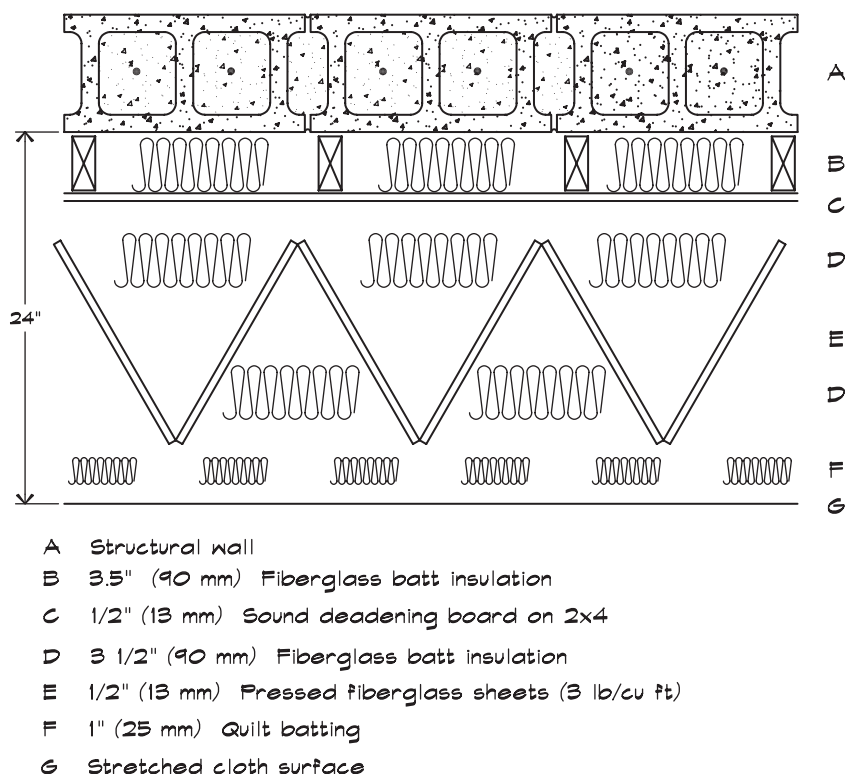 A
B
C
D
24"
E
D
F
G
A Structural wall
B 3.5" (90 mm) Fiberglass batt insulation
C 1/2" (13 mm) Sound deadening board on 2x4
D 3 1/2" (90 mm) Fiberglass batt insulation
E 1/2" (13 mm) Pressed fiberglass sheets (3 lb/cu ft)
F 1" (25 mm) Quilt batting
G Stretched cloth surface